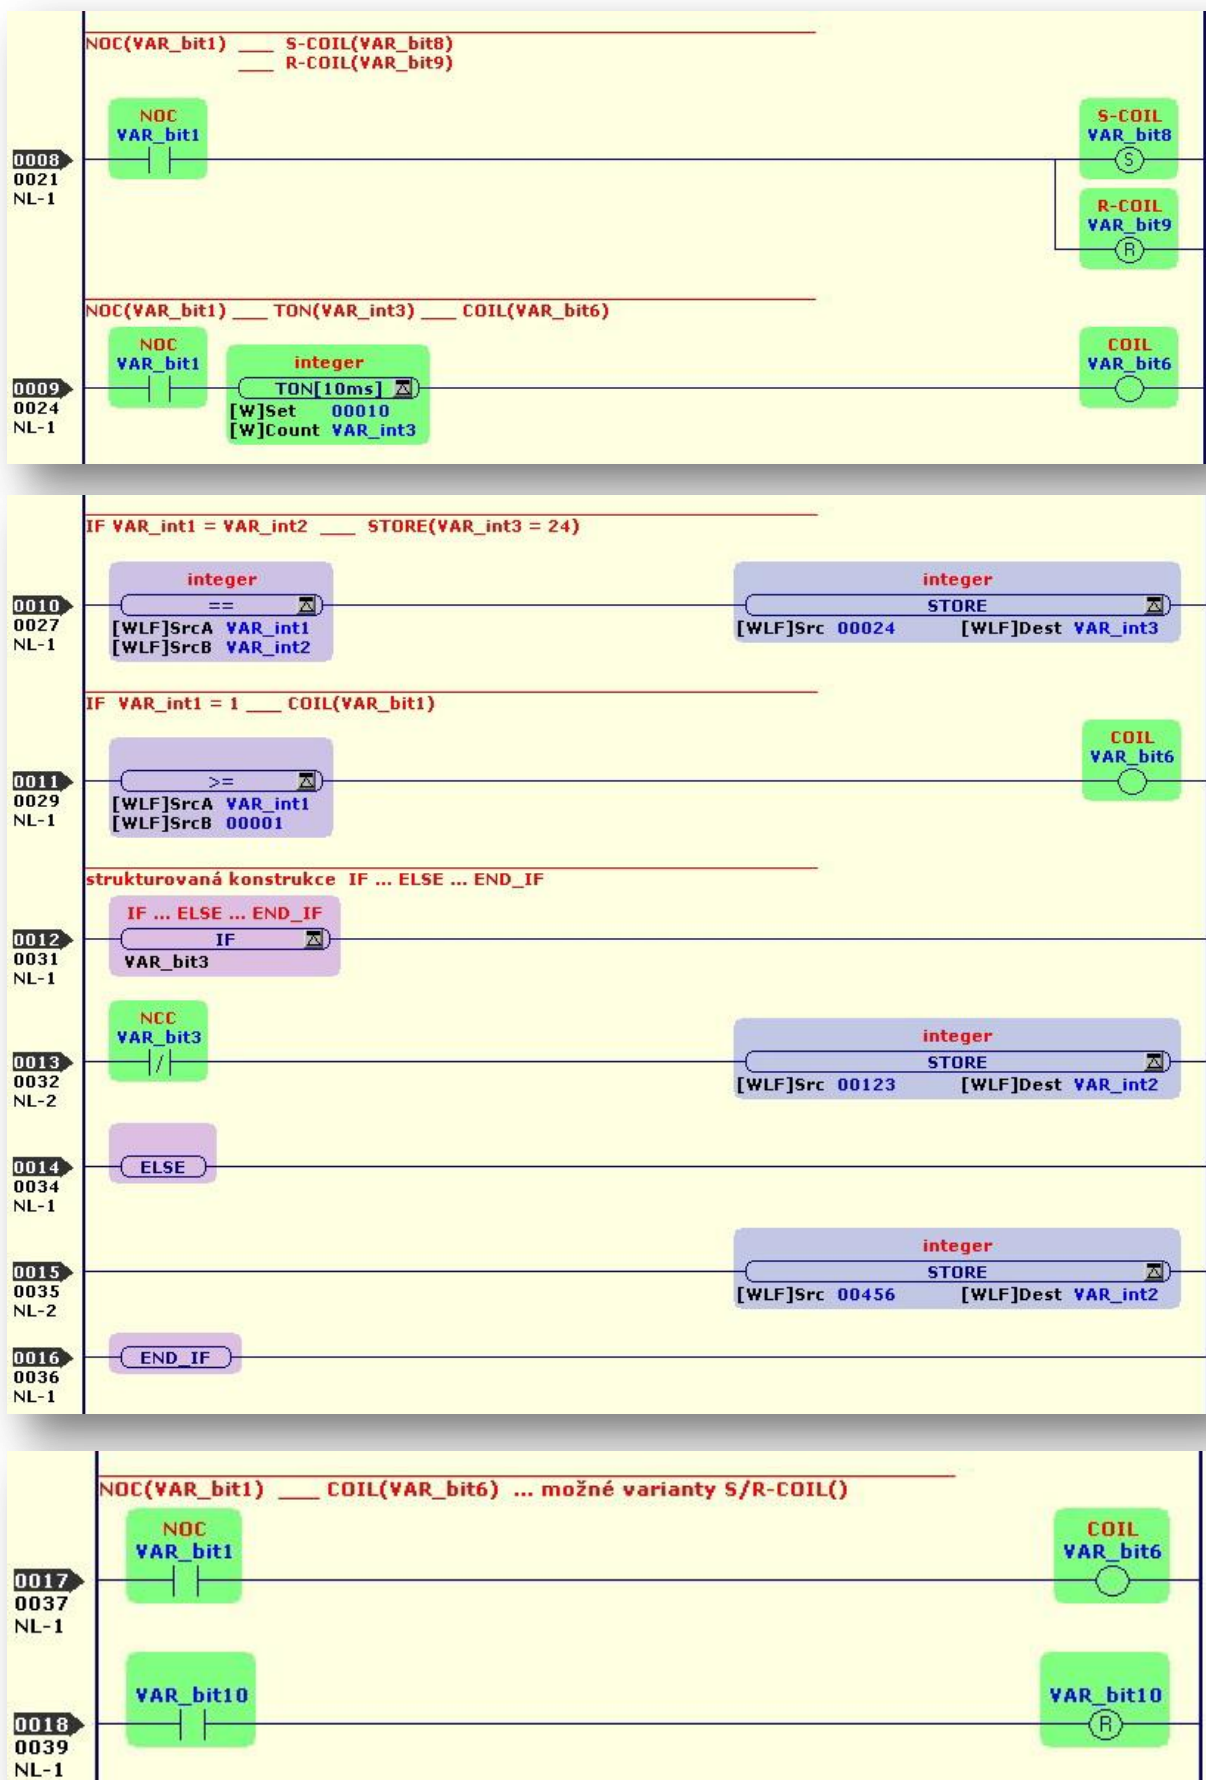 NOC(VAR_bit1) ___ S-COIL(VAR_bit8)
___ R-COIL(VAR_bit9)
NOC S-COIL
VAR_bit1 VAR_bit8
0008 S
0021
NL-1
R-COIL
VAR_bit9
R
NOC(VAR_bit1) ___ TON(VAR_int3) ___ COIL(VAR_bit6)
NOC COIL
VAR_bit1 integer VAR_bit6
0009 TON[10ms]
0024 [W]Set 00010
NL-1 [W]Count VAR_int3
IF VAR_int1 = VAR_int2 ___ STORE(VAR_int3 = 24)
integer integer
0010 == STORE
0027 [WLF]SrcA VAR_int1 [WLF]Src 00024 [WLF]Dest VAR_int3
NL-1 [WLF]SrcB VAR_int2
IF VAR_int1 = 1 ___ COIL(VAR_bit1)
COIL
VAR_bit6
0011 >=
0029 [WLF]SrcA VAR_int1
NL-1 [WLF]SrcB 00001
strukturovaná konstrukce IF ... ELSE ... END_IF
IF ... ELSE ... END_IF
0012 IF
0031 VAR_bit3
NL-1
NCC
VAR_bit3 integer
0013 STORE
0032 [WLF]Src 00123 [WLF]Dest VAR_int2
NL-2
0014 ELSE
0034
NL-1
integer
0015 STORE
0035 [WLF]Src 00456 [WLF]Dest VAR_int2
NL-2
0016 END_IF
0036
NL-1
NOC(VAR_bit1) ___ COIL(VAR_bit6) ... možné varianty S/R-COIL()
NOC COIL
VAR_bit1 VAR_bit6
0017
0037
NL-1
VAR_bit10 VAR_bit10
0018 R
0039
NL-1